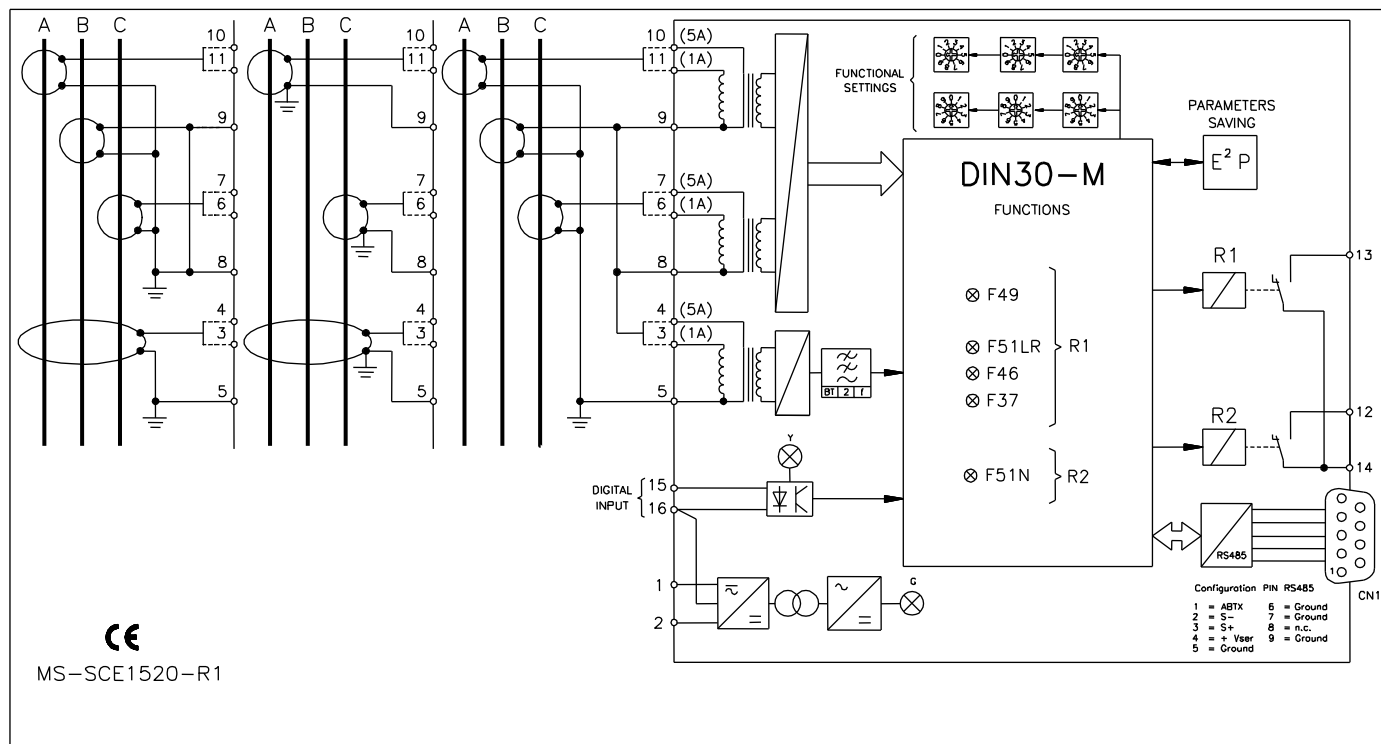 A B C
10
11
9
7
6
8
4
3
5
A B C
10
11
9
7
6
8
4
3
5
A B C
10 (5A)
11 (1A)
9
7 (5A)
6 (1A)
8
4 (5A)
3 (1A)
5
BT 2 f
DIGITAL
INPUT
15
16
Y
1
2
G
FUNCTIONAL
SETTINGS
DIN30-M
FUNCTIONS
F49
F51LR
F46
F37
R1
F51N
R2
PARAMETERS
SAVING
E² P
R1
13
R2
12
14
RS485
1
CN1
Configuration PIN RS485
1 = ABTX 6 = Ground
2 = S- 7 = Ground
3 = S+ 8 = n.c.
4 = + Vser 9 = Ground
5 = Ground
CE
MS-SCE1520-R1